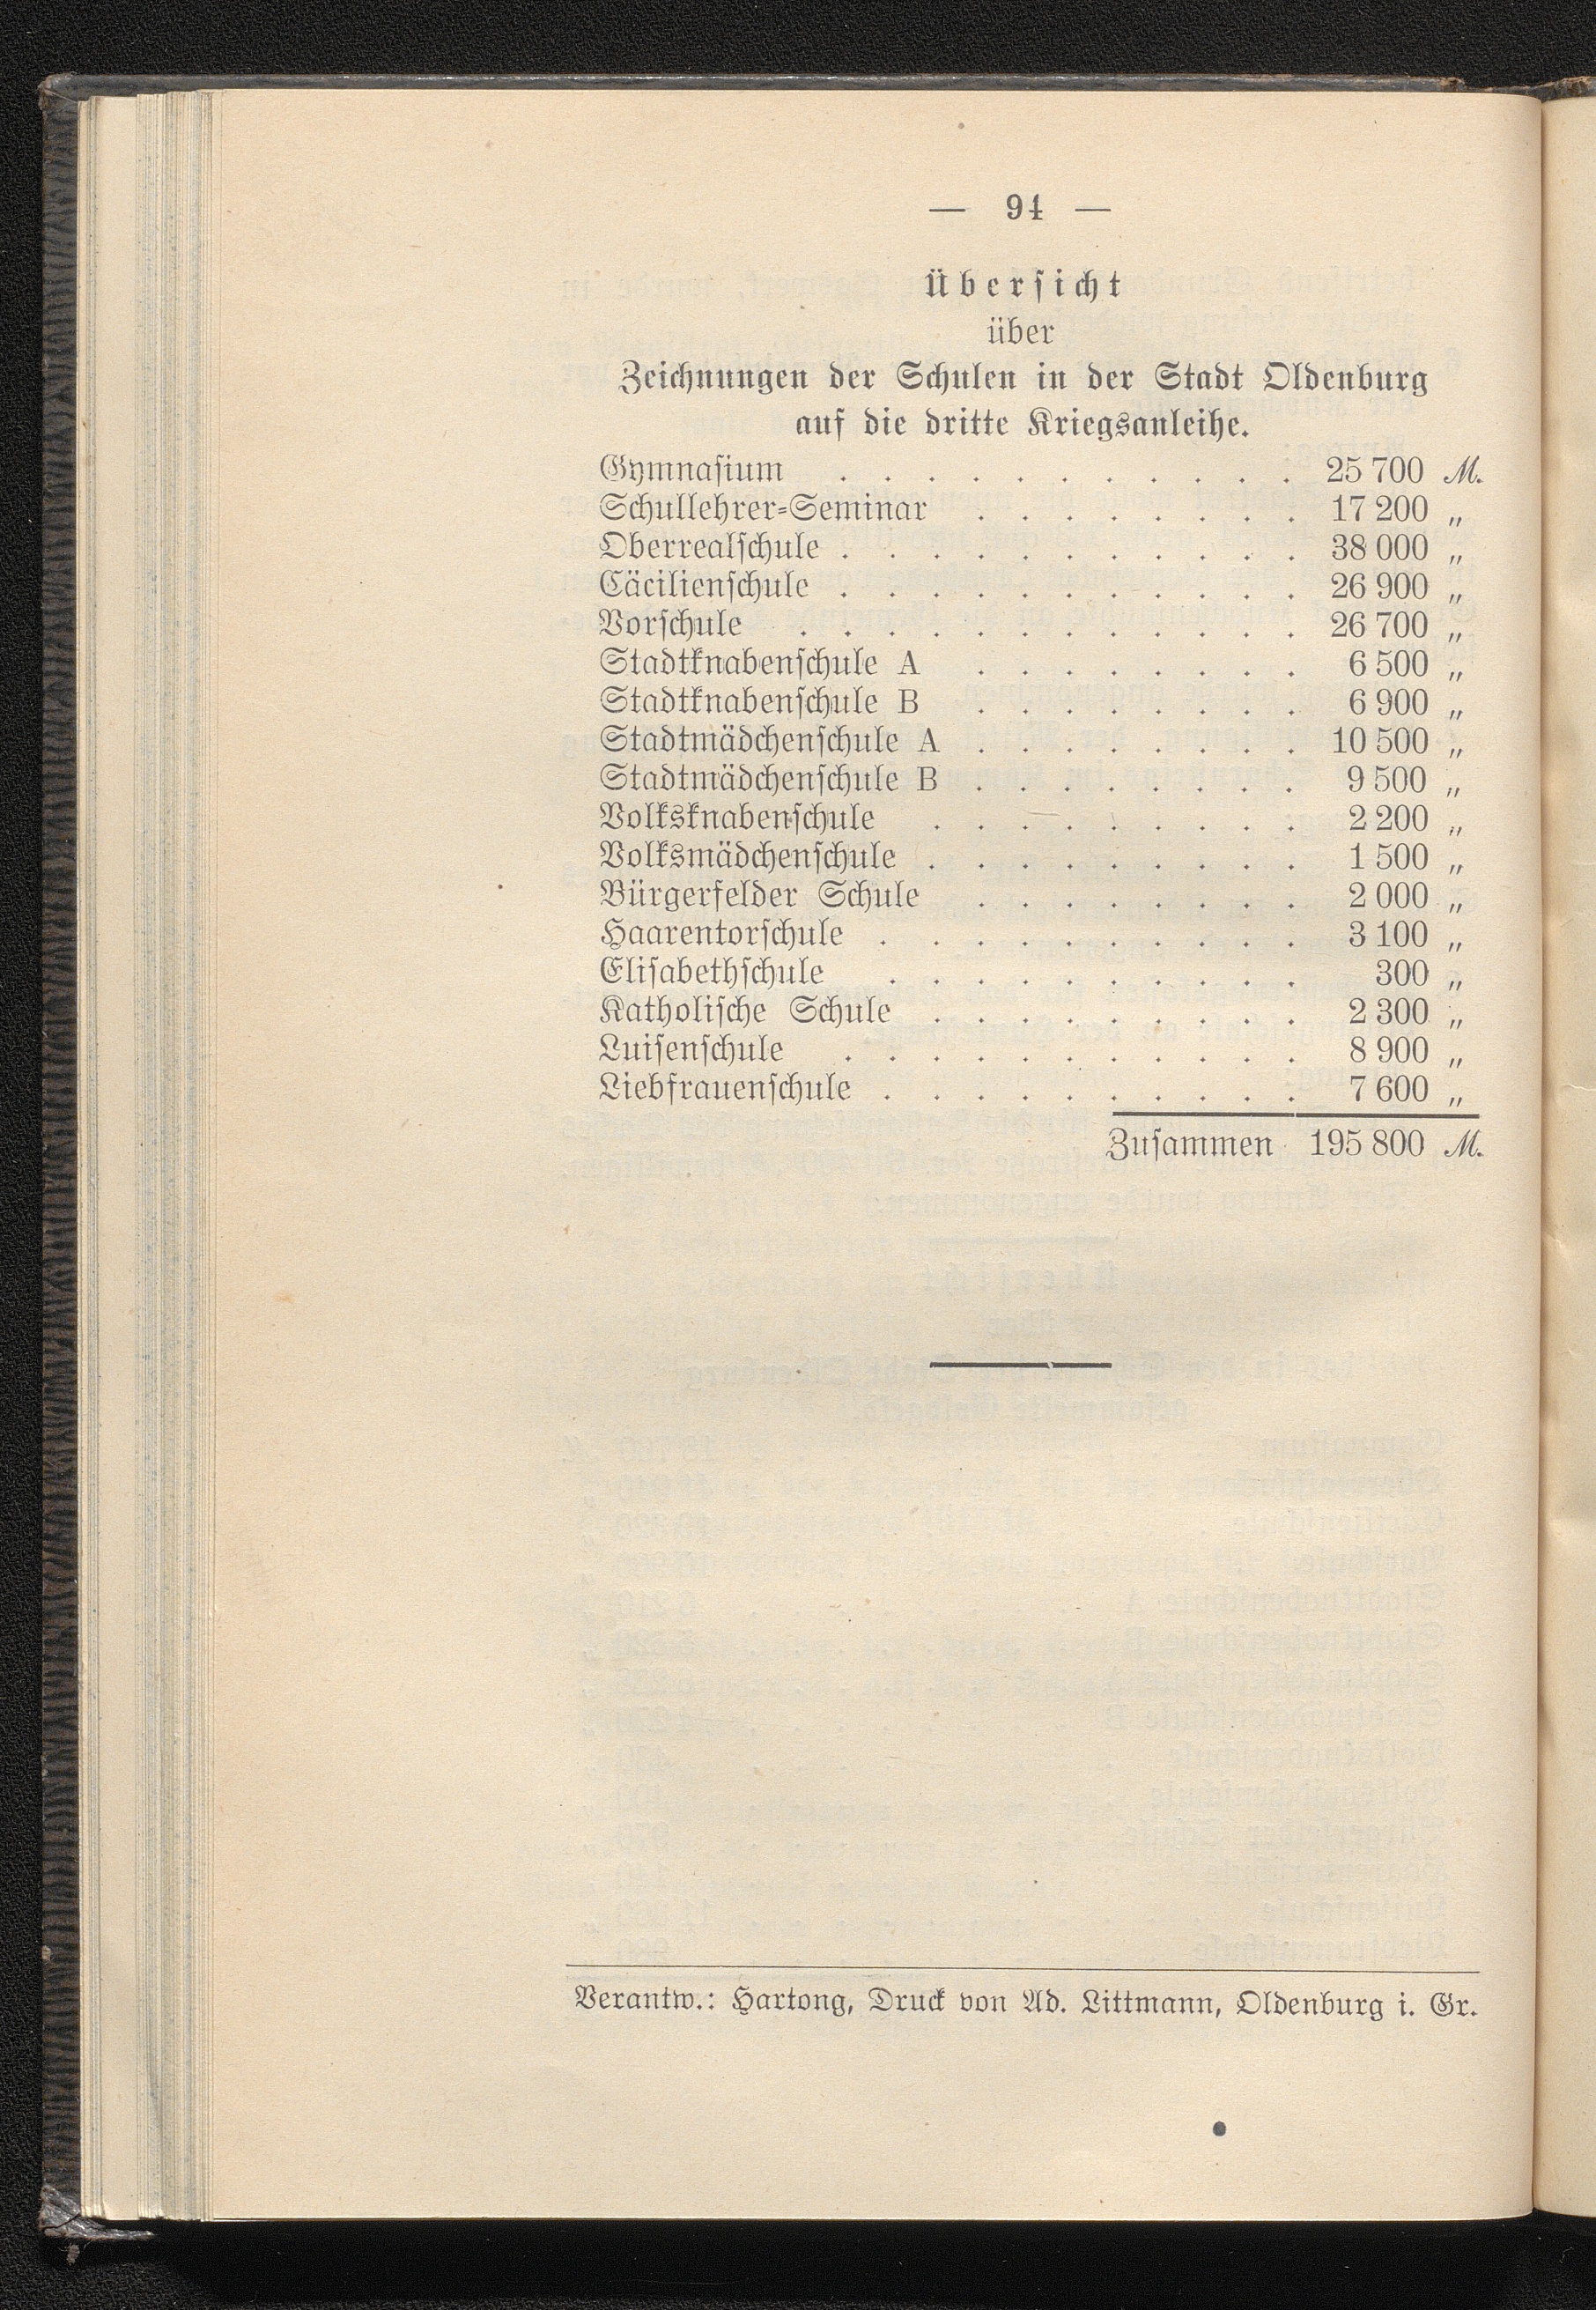 — 94 —
Übersicht
über
Zeichnungen der Schulen in der Stadt Oldenburg
auf die dritte Kriegsanleihe.
Gymnasium . . . . . . . . . . . 25 700 M.
Schullehrer-Seminar . . . . . . . . 17 200 „
Oberrealschule . . . . . . . . . . . 38 000 „
Cäcilienschule . . . . . . . . . . . 26 900 „
Vorschule . . . . . . . . . . . . 26 700 „
Stadtknabenschule A . . . . . . . . 6 500 „
Stadtknabenschule B . . . . . . . . 6 900 „
Stadtmädchenschule A . . . . . . . . 10 500 „
Stadtmädchenschule B . . . . . . . . 9 500 „
Volksknabenschule . . . . . . . . . 2 200 „
Volksmädchenschule . . . . . . . . . 1 500 „
Bürgerfelder Schule . . . . . . . . 2 000 „
Haarentorschule . . . . . . . . . . 3 100 „
Elisabethschule . . . . . . . . . . 300 „
Katholische Schule . . . . . . . . . 2 300 „
Luisenschule . . . . . . . . . . . 8 900 „
Liebfrauenschule . . . . . . . . . . 7 600 „
Zusammen 195 800 M.
Verantw.: Hartong, Druck von Ad. Littmann, Oldenburg i. Gr.